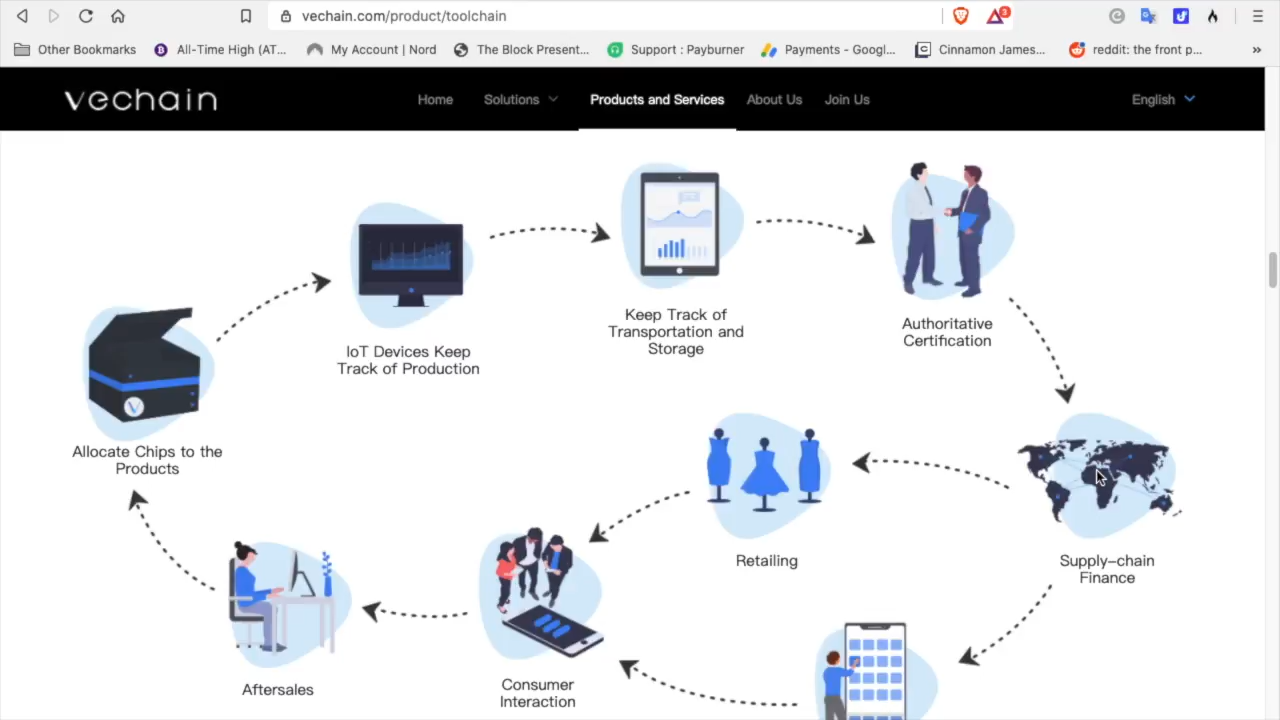 vechain.com/product/toolchain
3
Other Bookmarks
All-Time High (AT...
My Account | Nord
The Block Present...
Support : Payburner
Payments - Googl...
Cinnamon James...
reddit: the front p...
»
vechain
Home
Solutions
Products and Services
About Us
Join Us
English
IoT Devices Keep
Track of Production
Keep Track of
Transportation and
Storage
Authoritative
Certification
Allocate Chips to the
Products
Retailing
Supply-chain
Finance
Aftersales
Consumer
Interaction